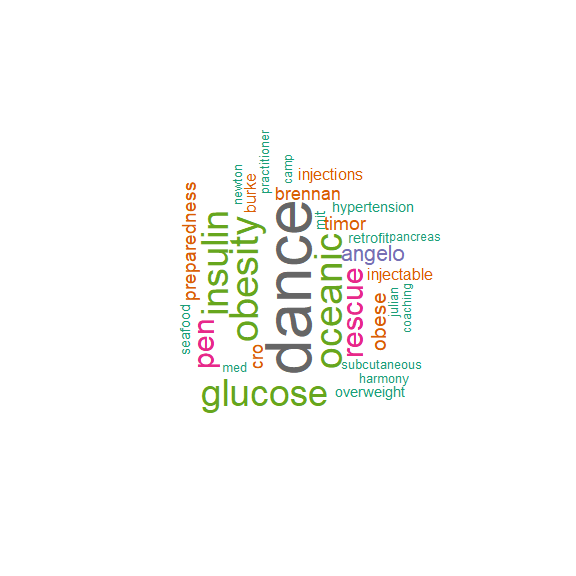 practitioner
camp
newton
burke
injections
preparedness
brennan
insulin
obesity
dance
mit
hypertension
timor
oceanic
retrofit
pancreas
angelo
rescue
injectable
obese
julian
coaching
seafood
pen
med
cro
subcutaneous
harmony
glucose
overweight